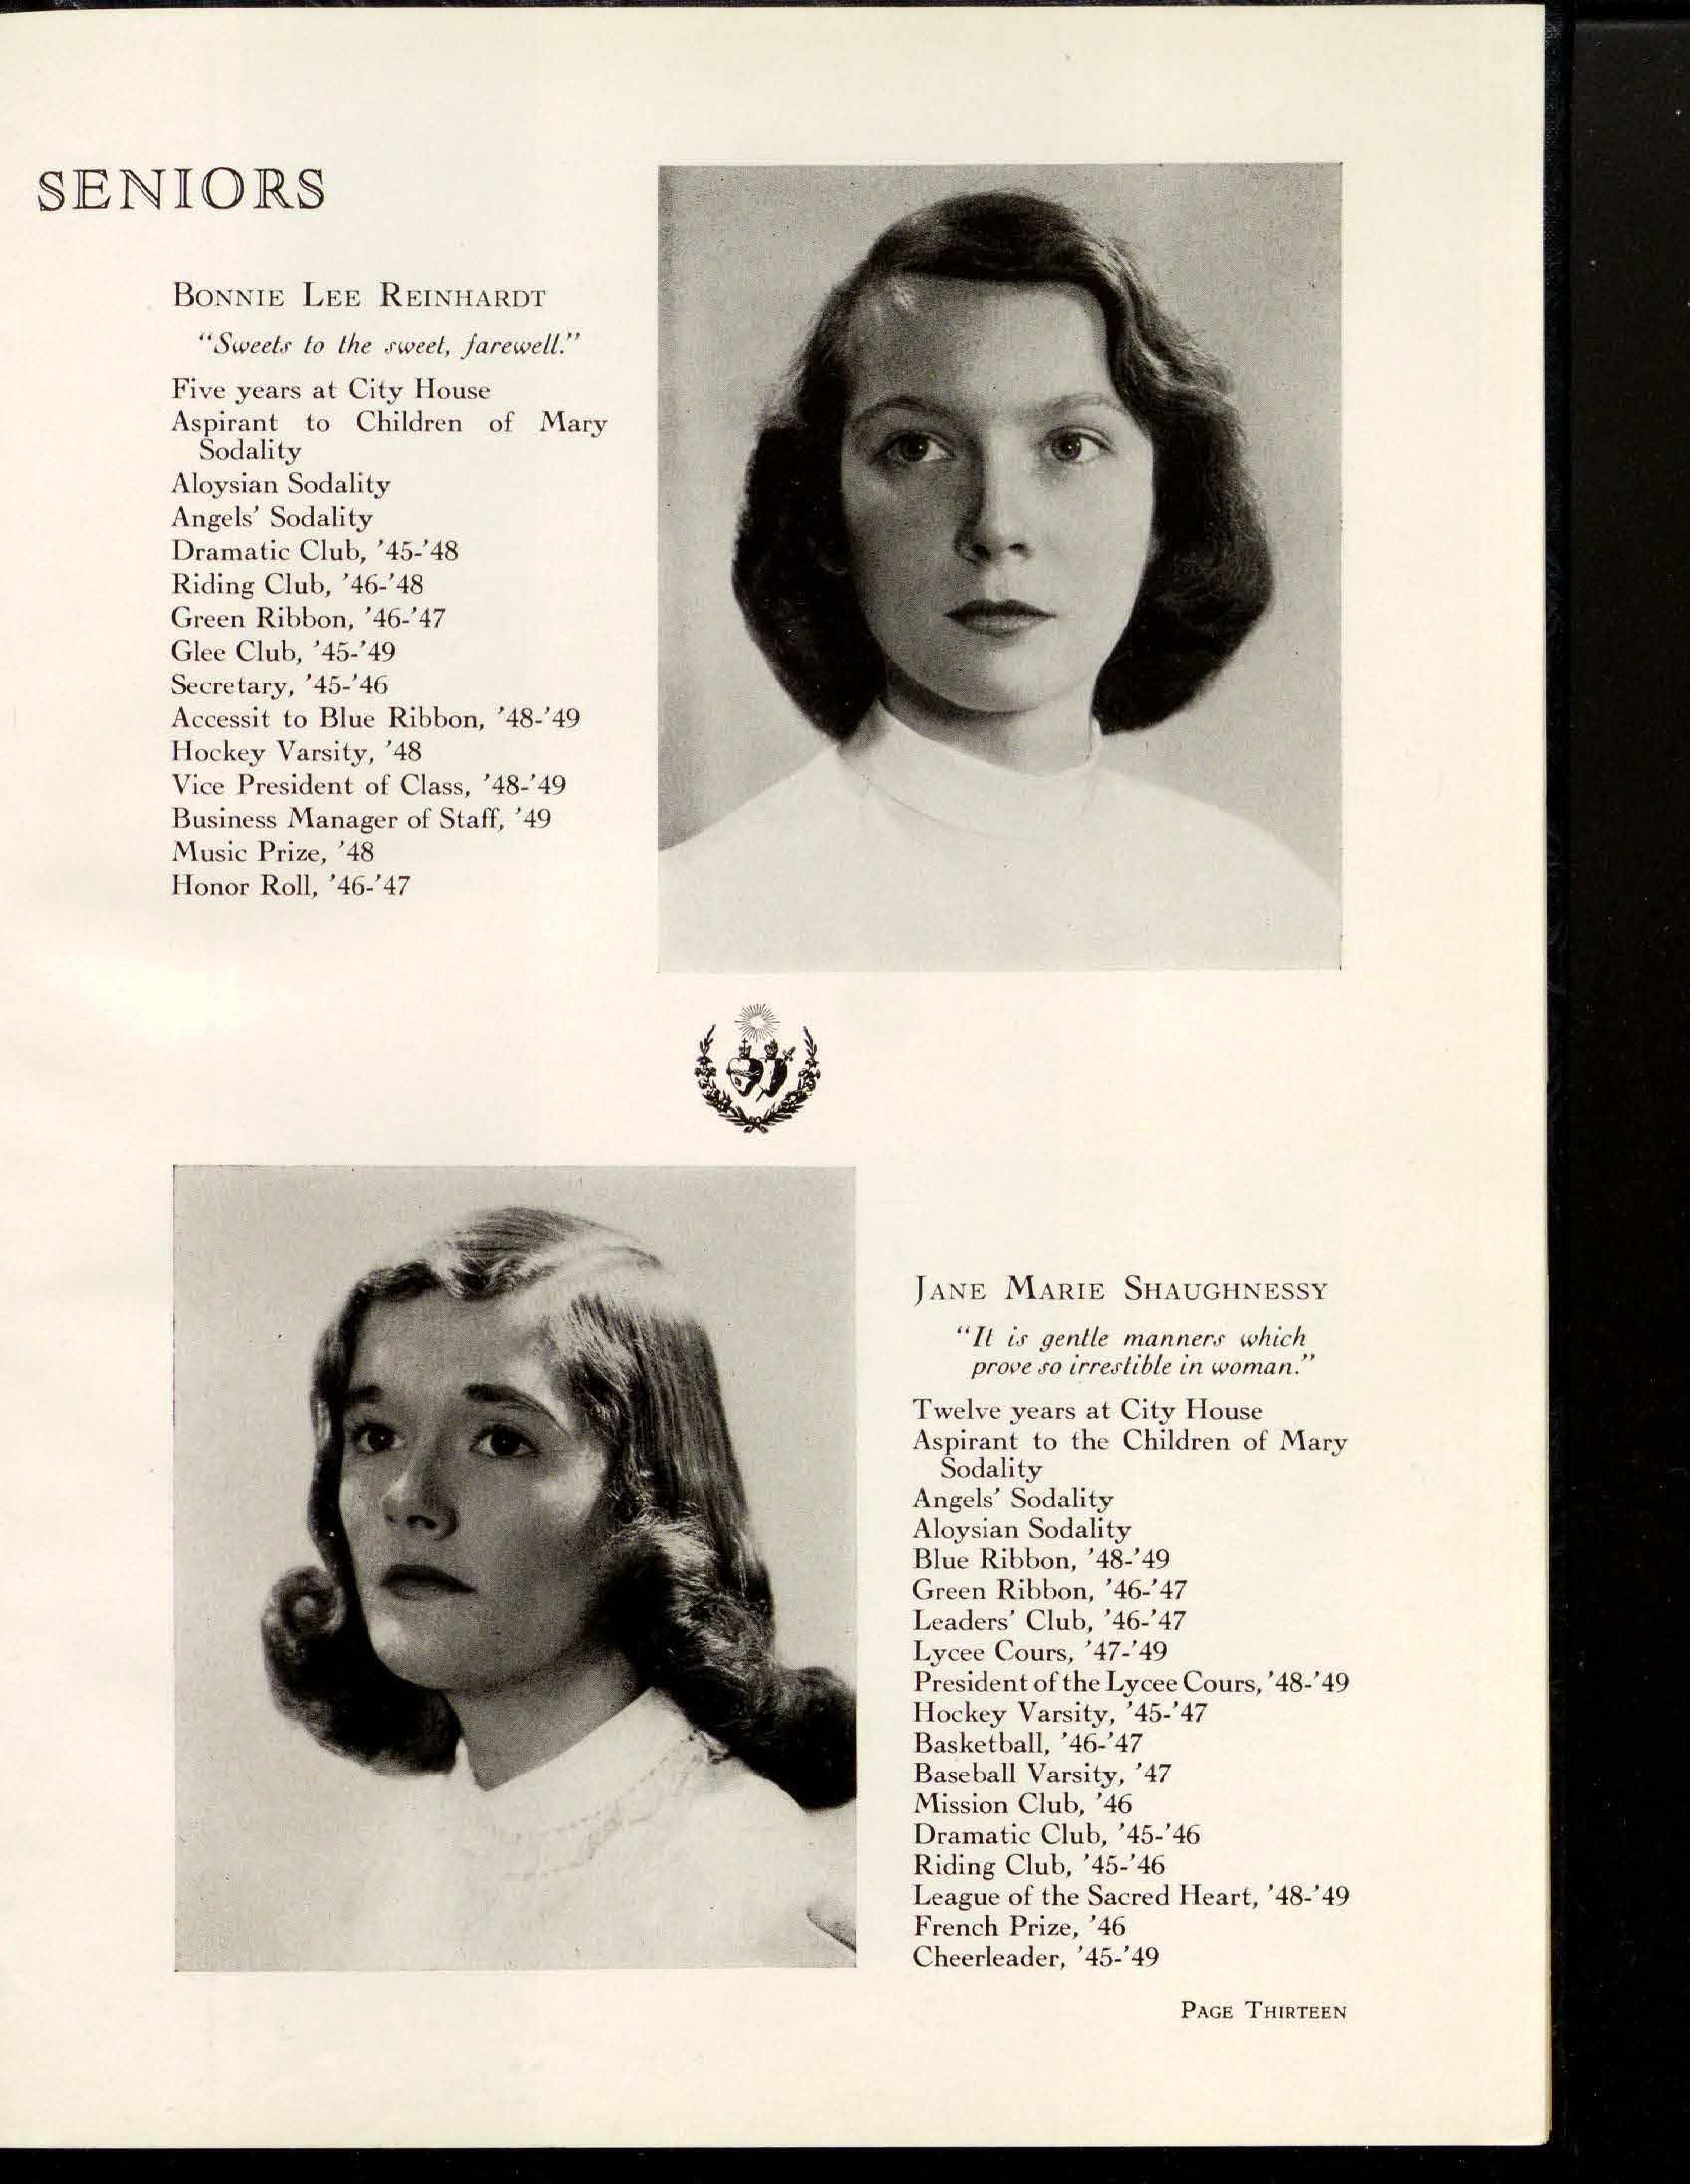 SENIORS
BONNIE LEE REINHARDT
"Sweets to the sweet, farewell."
Five years at City House
Aspirant to Children of Mary
Sodality
Aloysian Sodality
Angels' Sodality
Dramatic Club, '45-'48
Riding Club, '46-'48
Green Ribbon, '46-'47
Glee Club, '45-'49
Secretary, '45-'46
Accessit to Blue Ribbon, '48-'49
Hockey Varsity, '48
Vice President of Class, '48-'49
Business Manager of Staff, '49
Music Prize, '48
Honor Roll, '46-'47
JANE MARIE SHAUGHNESSY
"It is gentle manners which
prove so irrestible in woman."
Twelve years at City House
Aspirant to the Children of Mary
Sodality
Angels' Sodality
Aloysian Sodality
Blue Ribbon, '48-'49
Green Ribbon, '46-'47
Leaders' Club, '46-'47
Lycee Cours, '47-'49
President of the Lycee Cours, '48-'49
Hockey Varsity, '45-'47
Basketball, '46-'47
Baseball Varsity, '47
Mission Club, '46
Dramatic Club, '45-'46
Riding Club, '45-'46
League of the Sacred Heart, '48-'49
French Prize, '46
Cheerleader, '45-'49
PAGE THIRTEEN